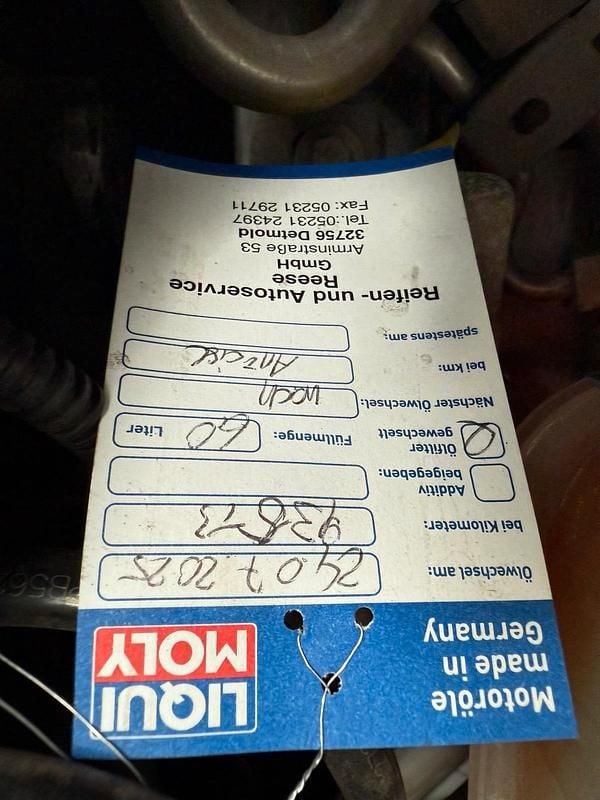 Motoröle
made in
Germany
LIQUI
MOLY
Ölwechsel am: 24.07 2025
bei Kilometer:
Additiv
beigegeben:
Ölfilter
gewechselt
Füllmenge: 6,0 Liter
Nächster Ölwechsel: nach
bei km: Anzeige
spätestens am:
Reifen- und Autoservice
Reese
GmbH
Arminstraße 53
32756 Detmold
Tel.:05231 24397
Fax: 05231 29711